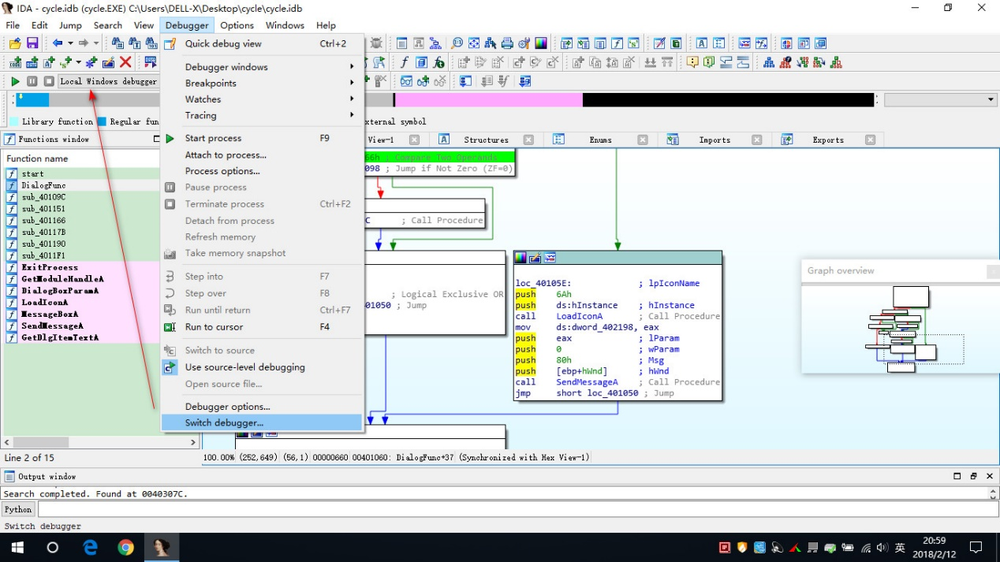 IDA - cycle.idb (cycle.EXE) C:\Users\DELL-X\Desktop\cycle\cycle.idb
File Edit Jump Search View Debugger Options Windows Help
Quick debug view Ctrl+2
Debugger windows
Breakpoints
Watches
Tracing
Start process F9
Attach to process...
Process options...
Pause process
Terminate process Ctrl+F2
Detach from process
Refresh memory
Take memory snapshot
Step into F7
Step over F8
Run until return Ctrl+F7
Run to cursor F4
Switch to source
Use source-level debugging
Open source file...
Debugger options...
Switch debugger...
Local Windows debugger
Library function Regular fun
xternal symbol
Functions window
View-1 Structures Enums Imports Exports
Function name
start
DialogFunc
sub_40109C
sub_401151
sub_401166
sub_40117B
sub_401190
sub_4011F1
ExitProcess
GetModuleHandleA
DialogBoxParamA
LoadIconA
MessageBoxA
SendMessageA
GetDlgItemTextA
Line 2 of 15
66h ; Compare Two Operands
098 ; Jump if Not Zero (ZF=0)
C ; Call Procedure
; Logical Exclusive OR
01050 ; Jump
loc_40105E: ; lpIconName
push 6Ah
push ds:hInstance ; hInstance
call LoadIconA ; Call Procedure
mov ds:dword_402198, eax
push eax ; lParam
push 0 ; wParam
push 80h ; Msg
push [ebp+hWnd] ; hWnd
call SendMessageA ; Call Procedure
jmp short loc_401050 ; Jump
Graph overview
100.00% (252,649) (56,1) 00000660 00401060: DialogFunc+37 (Synchronized with Hex View-1)
Output window
Search completed. Found at 0040307C.
Python
Switch debugger
英
20:59
2018/2/12